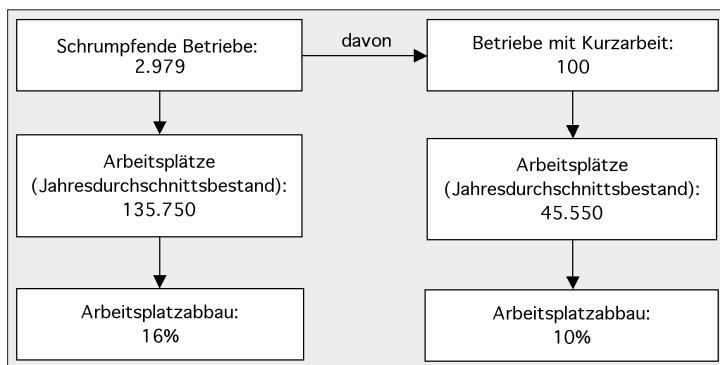 Schrumpfende Betriebe:
2.979
davon
Betriebe mit Kurzarbeit:
100
Arbeitsplätze
(Jahresdurchschnittsbestand):
135.750
Arbeitsplätze
(Jahresdurchschnittsbestand):
45.550
Arbeitsplatzabbau:
16%
Arbeitsplatzabbau:
10%